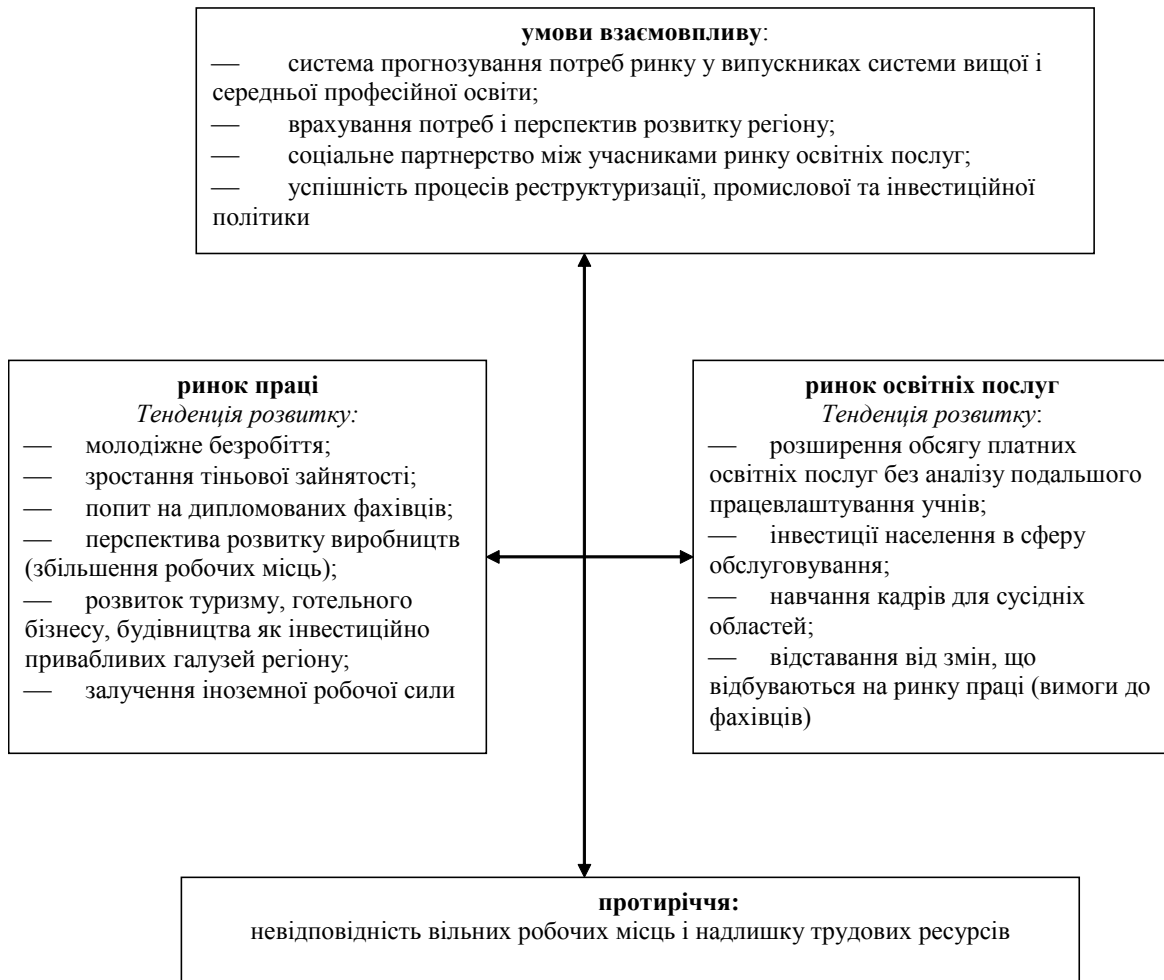 умови взаємовпливу:
— система прогнозування потреб ринку у випускниках системи вищої і
середньої професійної освіти;
— врахування потреб і перспектив розвитку регіону;
— соціальне партнерство між учасниками ринку освітніх послуг;
— успішність процесів реструктуризації, промислової та інвестиційної
політики
ринок праці
Тенденція розвитку:
— молодіжне безробіття;
— зростання тіньової зайнятості;
— попит на дипломованих фахівців;
— перспектива розвитку виробництв
(збільшення робочих місць);
— розвиток туризму, готельного
бізнесу, будівництва як інвестиційно
привабливих галузей регіону;
— залучення іноземної робочої сили
ринок освітніх послуг
Тенденція розвитку:
— розширення обсягу платних
освітніх послуг без аналізу подальшого
працевлаштування учнів;
— інвестиції населення в сферу
обслуговування;
— навчання кадрів для сусідніх
областей;
— відставання від змін, що
відбуваються на ринку праці (вимоги до
фахівців)
протиріччя:
невідповідність вільних робочих місць і надлишку трудових ресурсів